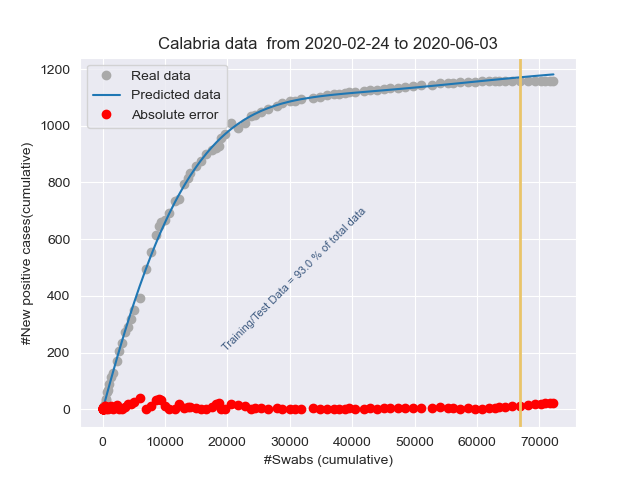 Calabria data from 2020-02-24 to 2020-06-03
Real data
Predicted data
Absolute error
#New positive cases(cumulative)
1200
1000
800
600
400
200
0
Training/Test Data = 93.0 % of total data
0 10000 20000 30000 40000 50000 60000 70000
#Swabs (cumulative)